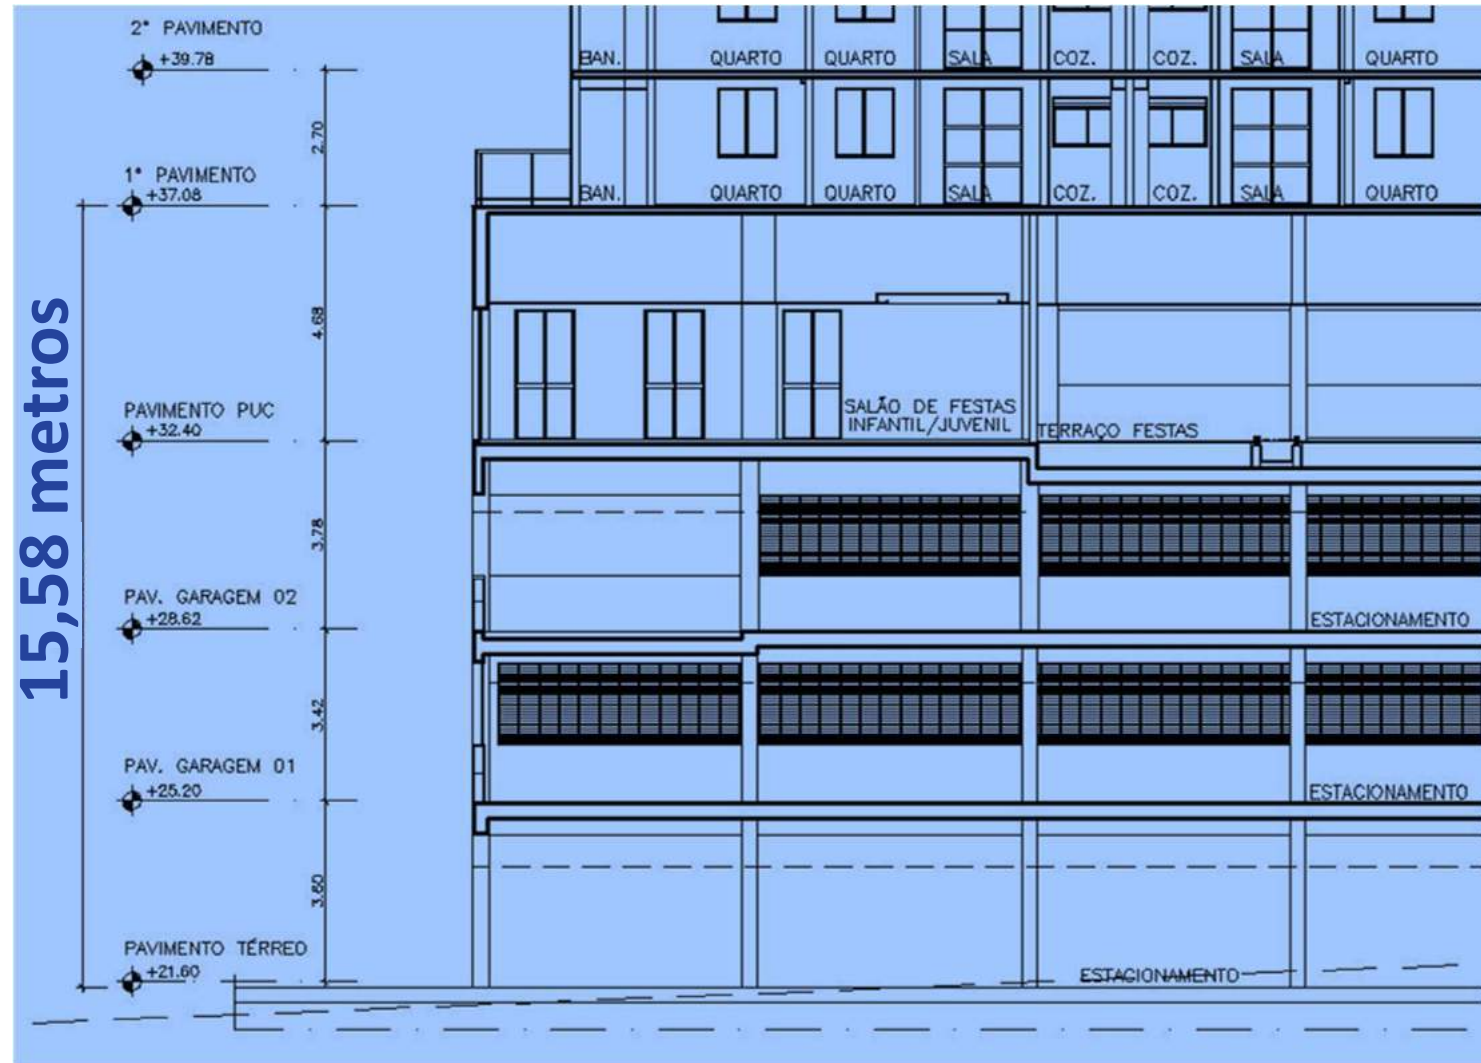 2° PAVIMENTO
+39.78
BAN. QUARTO QUARTO SALA COZ. COZ. SALA QUARTO
2.70
1° PAVIMENTO
+37.08
BAN. QUARTO QUARTO SALA COZ. COZ. SALA QUARTO
15,58 metros
4.68
PAVIMENTO PUC
+32.40
SALÃO DE FESTAS
INFANTIL/JUVENIL
TERRAÇO FESTAS
3.78
PAV. GARAGEM 02
+28.62
ESTACIONAMENTO
3.42
PAV. GARAGEM 01
+25.20
ESTACIONAMENTO
3.60
PAVIMENTO TÉRREO
+21.60
ESTACIONAMENTO